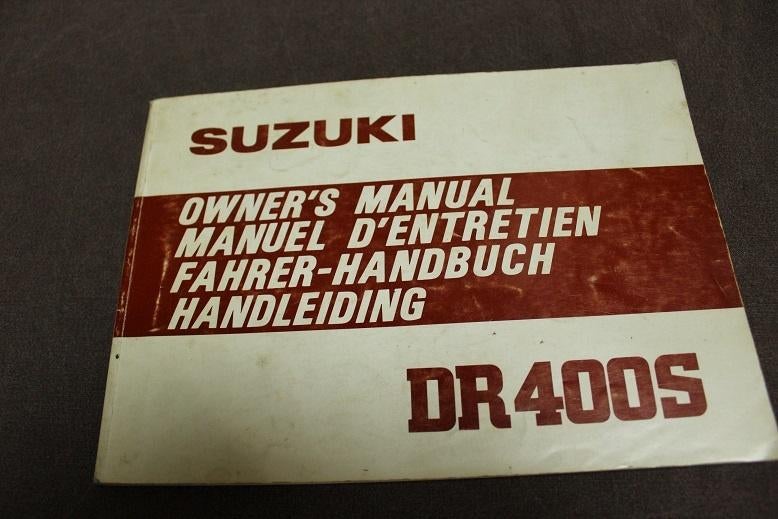 SUZUKI
OWNER'S MANUAL
MANUEL D'ENTRETIEN
FAHRER-HANDBUCH
HANDLEIDING
DR400S